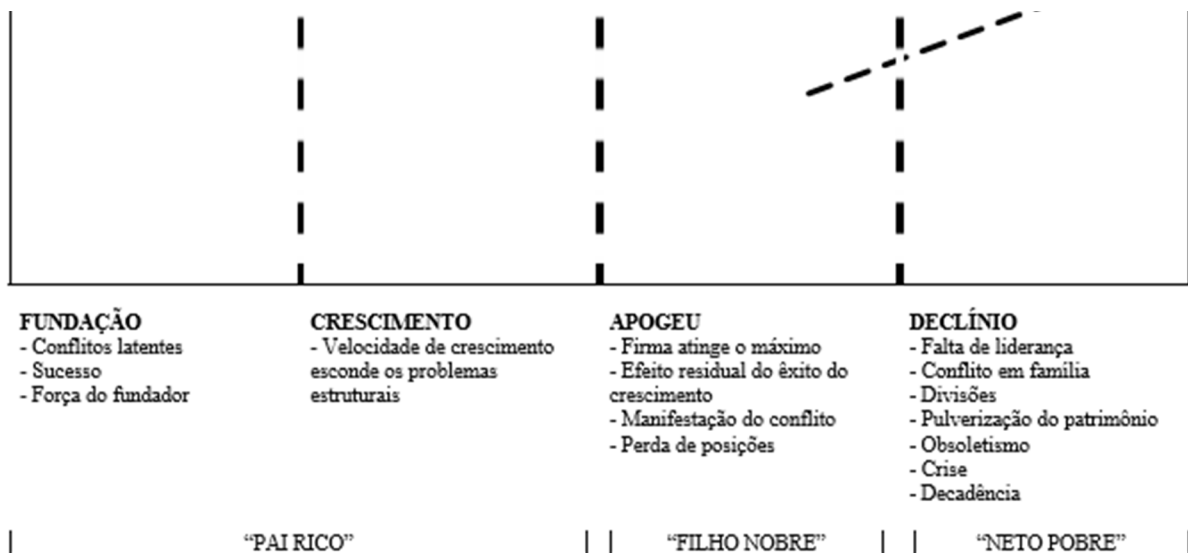 FUNDAÇÃO
- Conflitos latentes
- Sucesso
- Força do fundador
CRESCIMENTO
- Velocidade de crescimento
esconde os problemas
estruturais
APOGEU
- Firma atinge o máximo
- Efeito residual do êxito do
crescimento
- Manifestação do conflito
- Perda de posições
DECLÍNIO
- Falta de liderança
- Conflito em família
- Divisões
- Pulverização do patrimônio
- Obsoletismo
- Crise
- Decadência
“PAI RICO”
“FILHO NOBRE”
“NETO POBRE”